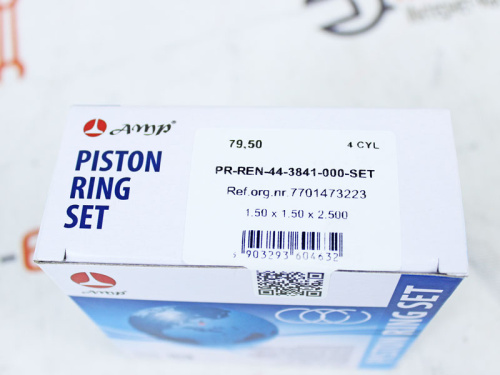 AMP®
PISTON
RING
SET
79,50 4 CYL
PR-REN-44-3841-000-SET
Ref.org.nr.7701473223
1.50 x 1.50 x 2.500
903293 604632
AMP
RING SET